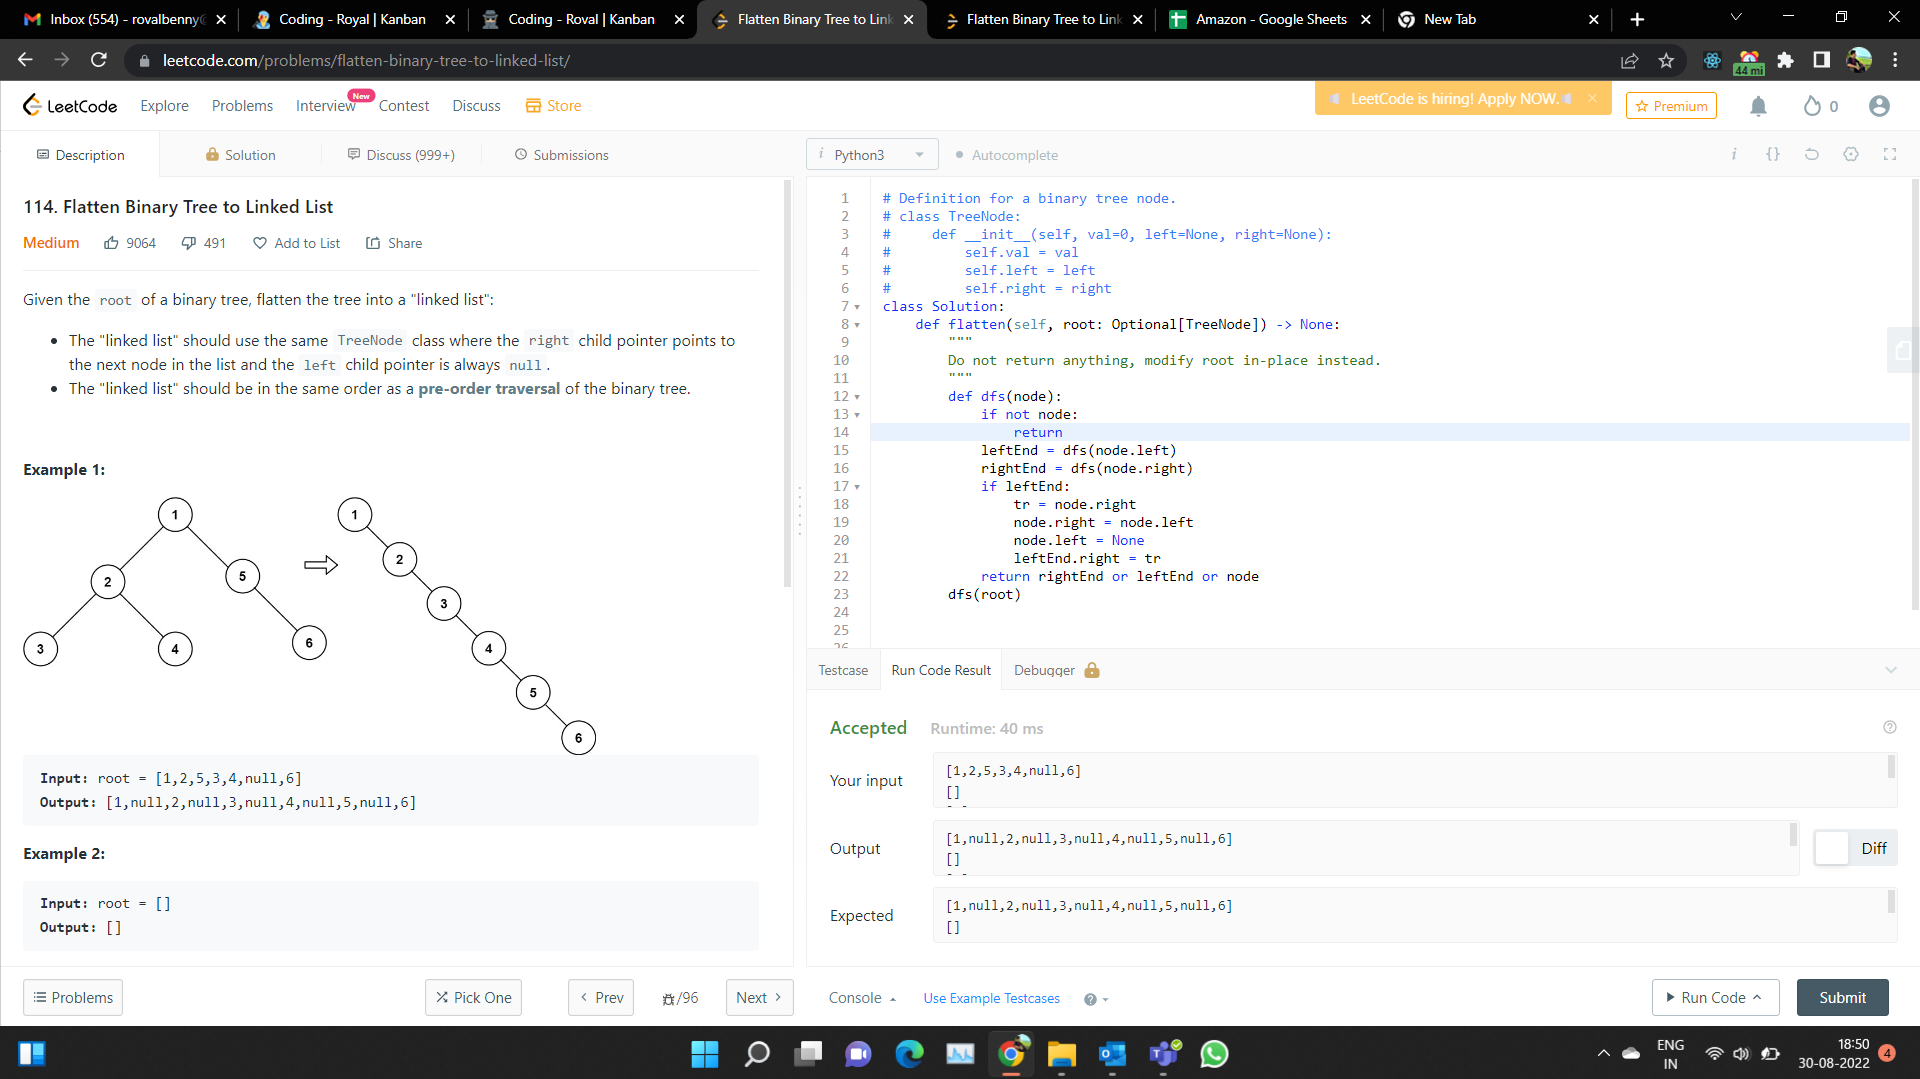 Inbox (554) - rovalbenny@
Coding - Royal | Kanban
Coding - Roval | Kanban
Flatten Binary Tree to Link
Flatten Binary Tree to Link
Amazon - Google Sheets
New Tab
leetcode.com/problems/flatten-binary-tree-to-linked-list/
44 mi
LeetCode
Explore
Problems
Interview
New
Contest
Discuss
Store
LeetCode is hiring! Apply NOW.
Premium
0
Description
Solution
Discuss (999+)
Submissions
i Python3
Autocomplete
i {}
114. Flatten Binary Tree to Linked List
Medium
9064
491
Add to List
Share
Given the root of a binary tree, flatten the tree into a "linked list":
• The "linked list" should use the same TreeNode class where the right child pointer points to
the next node in the list and the left child pointer is always null.
• The "linked list" should be in the same order as a pre-order traversal of the binary tree.
Example 1:
1
1
2
2
5
3
3
4
6
4
5
6
Input: root = [1,2,5,3,4,null,6]
Output: [1,null,2,null,3,null,4,null,5,null,6]
Example 2:
Input: root = []
Output: []
Problems
Pick One
Prev
/96
Next
1 # Definition for a binary tree node.
2 # class TreeNode:
3 #     def __init__(self, val=0, left=None, right=None):
4 #         self.val = val
5 #         self.left = left
6 #         self.right = right
7 class Solution:
8     def flatten(self, root: Optional[TreeNode]) -> None:
9         """
10         Do not return anything, modify root in-place instead.
11         """
12         def dfs(node):
13             if not node:
14                 return
15             leftEnd = dfs(node.left)
16             rightEnd = dfs(node.right)
17             if leftEnd:
18                 tr = node.right
19                 node.right = node.left
20                 node.left = None
21                 leftEnd.right = tr
22             return rightEnd or leftEnd or node
23         dfs(root)
24
25
26
Testcase
Run Code Result
Debugger
Accepted
Runtime: 40 ms
Your input
[1,2,5,3,4,null,6]
[]
Output
[1,null,2,null,3,null,4,null,5,null,6]
[]
Diff
Expected
[1,null,2,null,3,null,4,null,5,null,6]
[]
Console
Use Example Testcases
Run Code
Submit
ENG
IN
18:50
30-08-2022
4